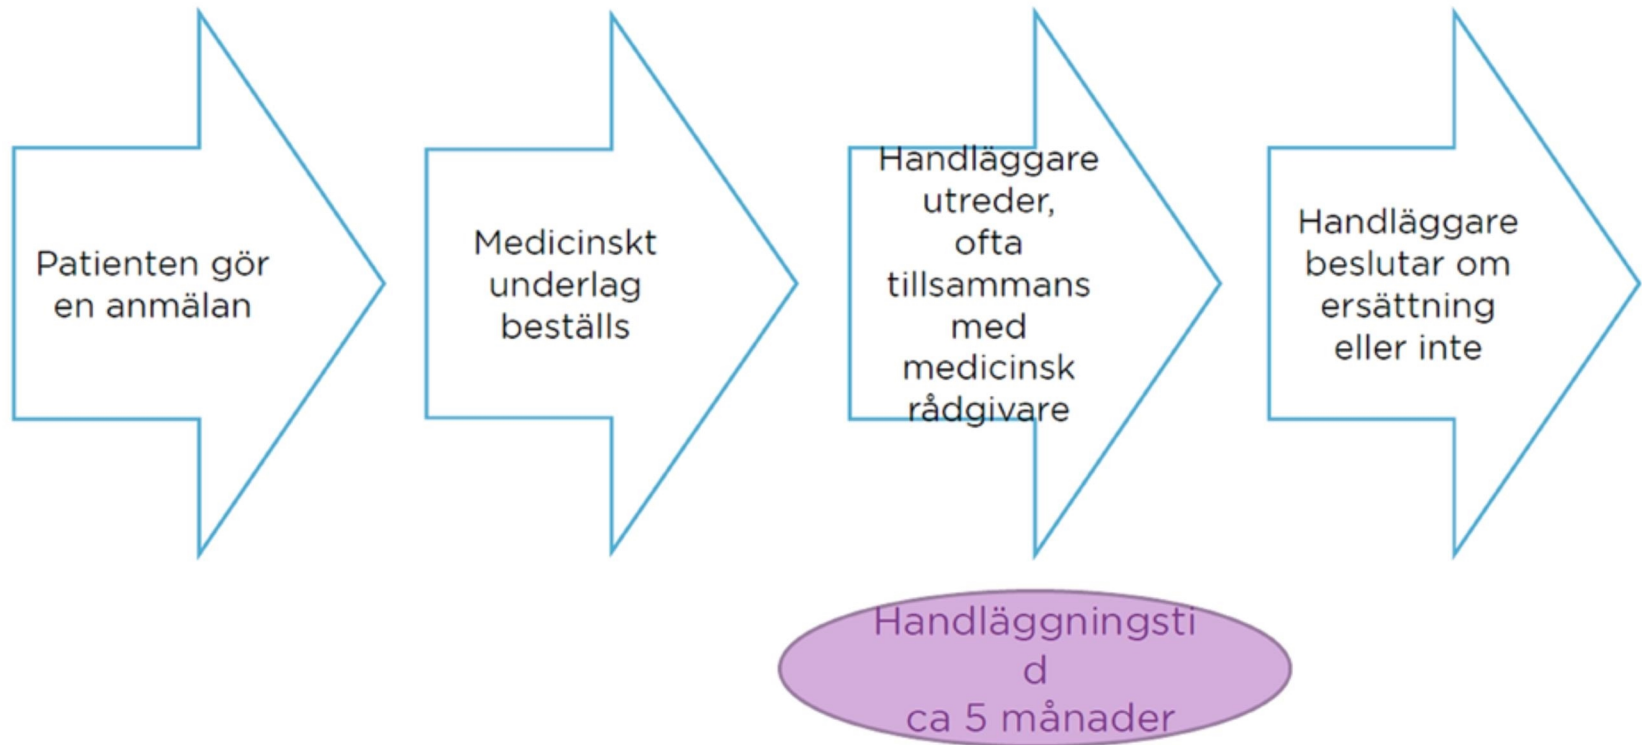 Patienten gör
en anmälan
Medicinskt
underlag
beställs
Handläggare
utreder,
ofta
tillsammans
med
medicinsk
rådgivare
Handläggare
beslutar om
ersättning
eller inte
Handläggningsti
d
ca 5 månader